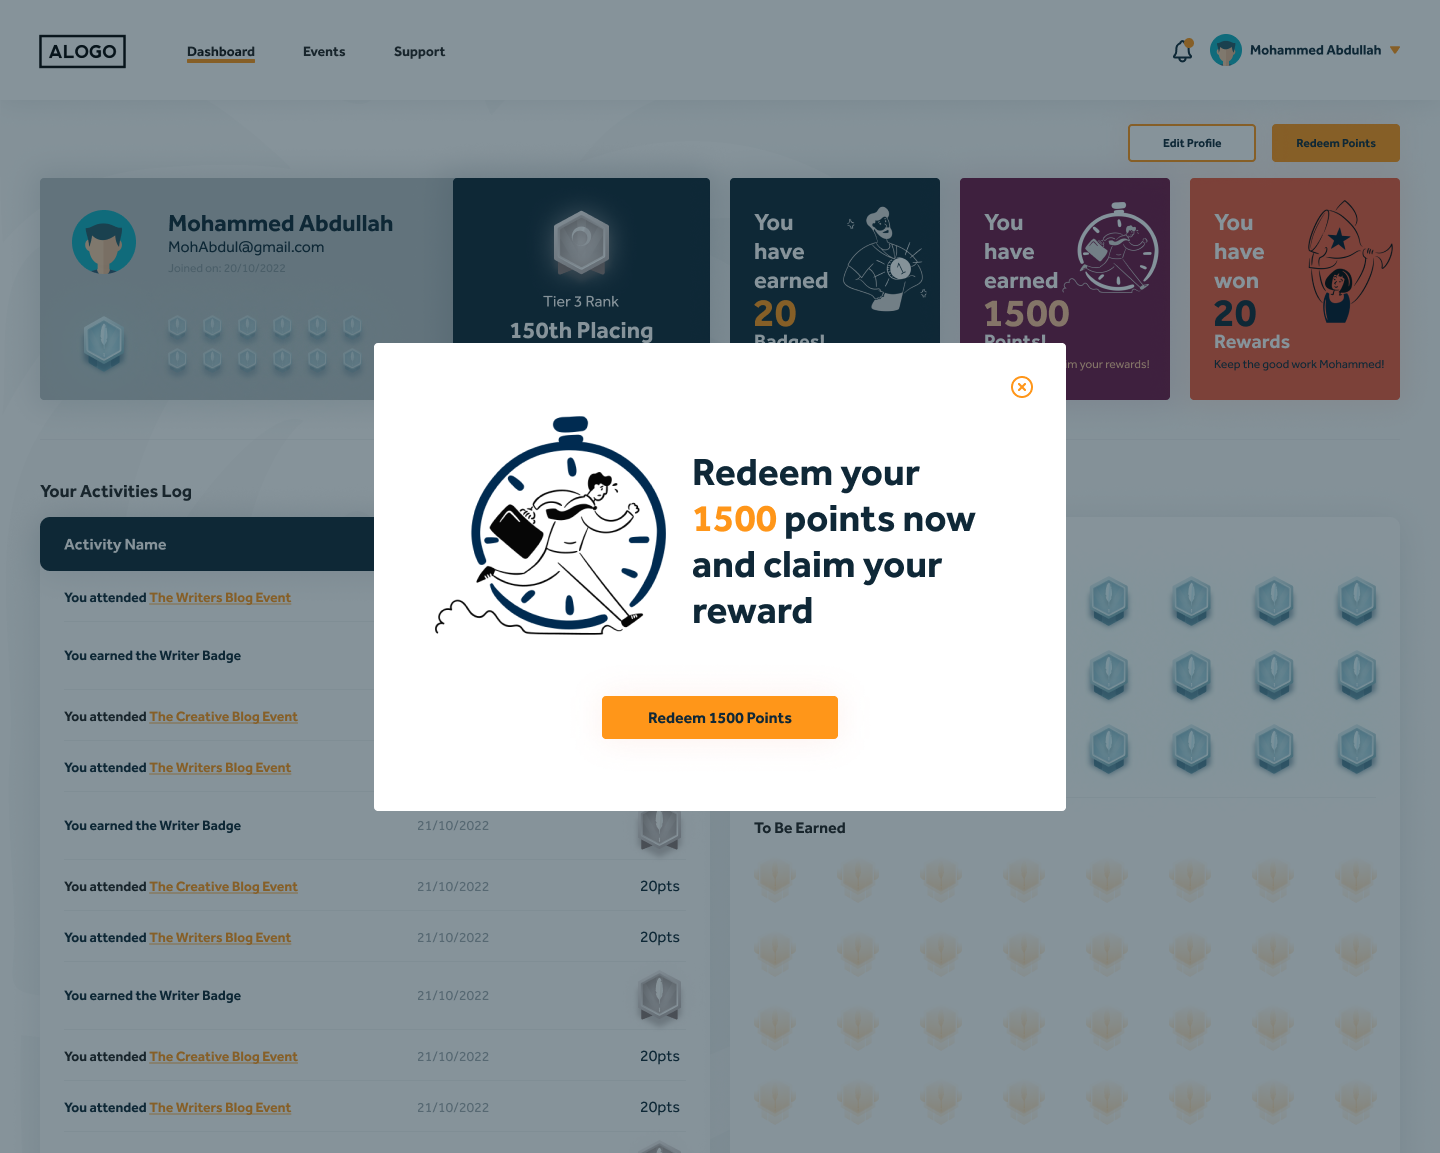 ALOGO
Dashboard
Events
Support
Mohammed Abdullah
Edit Profile
Redeem Points
Mohammed Abdullah
MohAbdul@gmail.com
Joined on: 20/10/2022
Tier 3 Rank
150th Placing
You
have
earned
20
Badges!
You
have
earned
1500
Points!
your rewards!
You
have
won
20
Rewards
Keep the good work Mohammed!
Redeem your
1500 points now
and claim your
reward
Redeem 1500 Points
Your Activities Log
Activity Name
You attended The Writers Blog Event
You earned the Writer Badge
You attended The Creative Blog Event
You attended The Writers Blog Event
You earned the Writer Badge 21/10/2022
You attended The Creative Blog Event 21/10/2022 20pts
You attended The Writers Blog Event 21/10/2022 20pts
You earned the Writer Badge 21/10/2022
You attended The Creative Blog Event 21/10/2022 20pts
You attended The Writers Blog Event 21/10/2022 20pts
To Be Earned